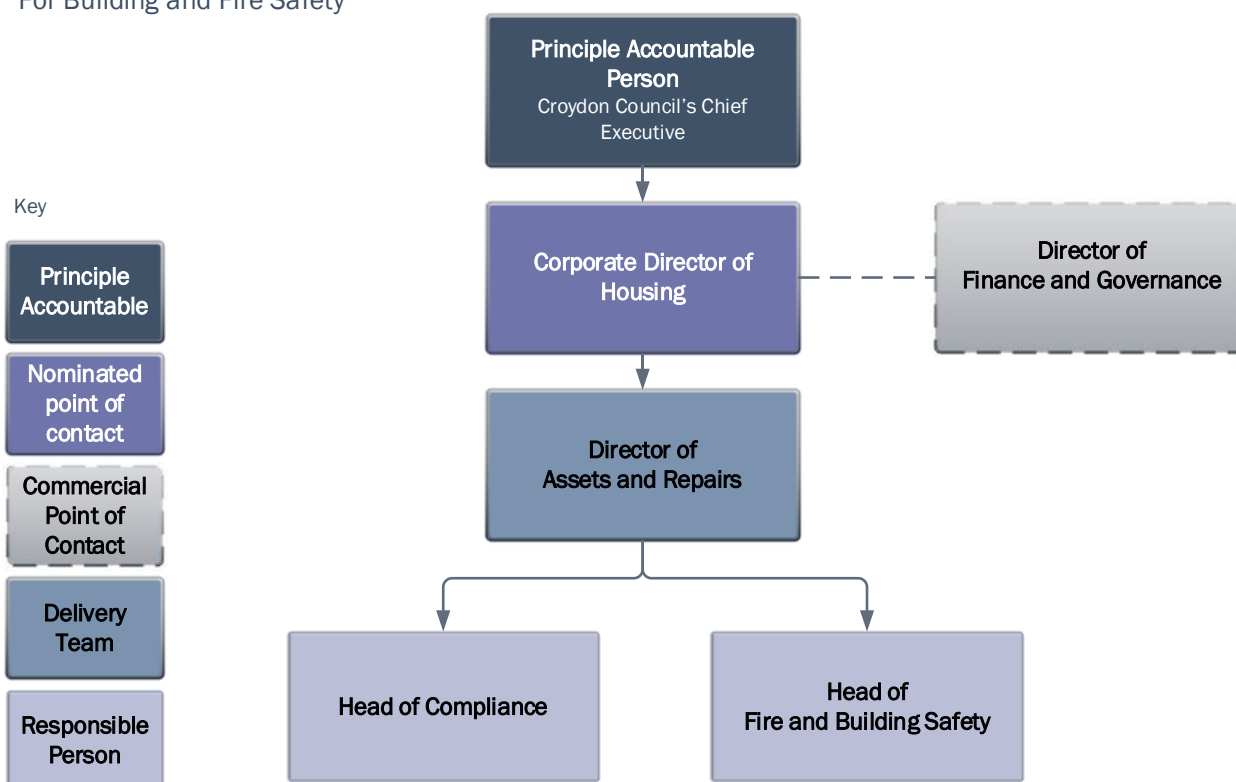 For Building and Fire Safety
Principle Accountable
Person
Croydon Council’s Chief
Executive
Key
Principle
Accountable
Corporate Director of
Housing
Director of
Finance and Governance
Nominated
point of
contact
Commercial
Point of
Contact
Director of
Assets and Repairs
Delivery
Team
Responsible
Person
Head of Compliance
Head of
Fire and Building Safety